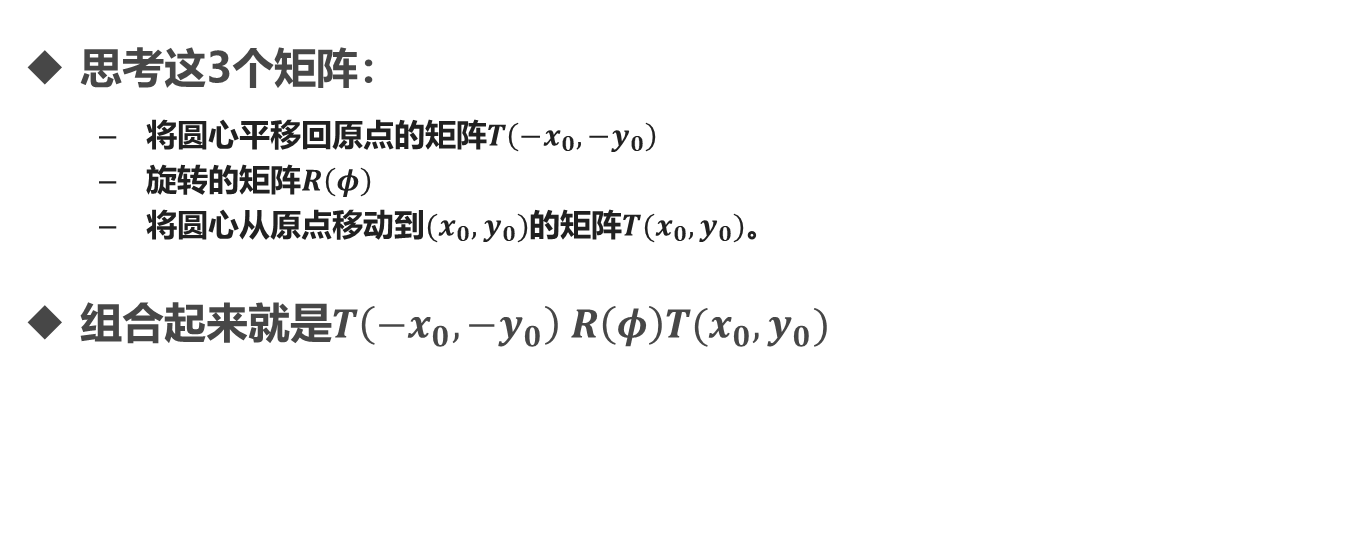 ◆ 思考这3个矩阵：
– 将圆心平移回原点的矩阵𝑻(−𝒙₀,−𝒚₀)
– 旋转的矩阵𝑹(𝝓)
– 将圆心从原点移动到(𝒙₀,𝒚₀)的矩阵𝑻(𝒙₀,𝒚₀)。
◆ 组合起来就是𝑻(−𝒙₀,−𝒚₀) 𝑹(𝝓)𝑻(𝒙₀,𝒚₀)